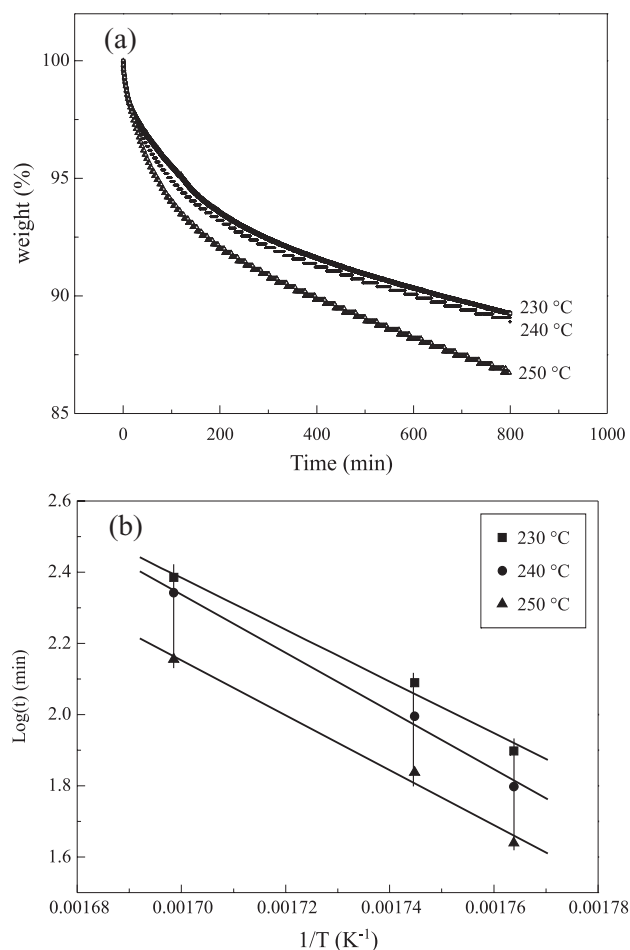 (a)
100
95
90
85
weight (%)
230 °C
240 °C
250 °C
0 200 400 600 800 1000
Time (min)
(b)
2.6
2.4
2.2
2.0
1.8
1.6
Log(t) (min)
230 °C
240 °C
250 °C
0.00168 0.00170 0.00172 0.00174 0.00176 0.00178
1/T (K⁻¹)